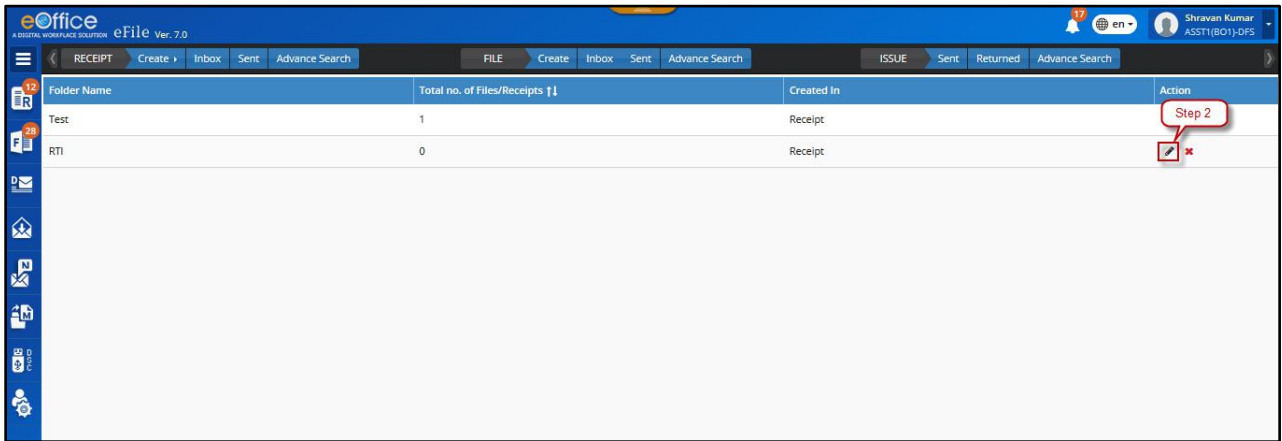 eOffice
A DIGITAL WORKPLACE SOLUTION eFile Ver. 7.0
17
en
Shravan Kumar
ASST1(BO1)-DFS
RECEIPT Create Inbox Sent Advance Search FILE Create Inbox Sent Advance Search ISSUE Sent Returned Advance Search
12
R
Folder Name Total no. of Files/Receipts Created In Action
Test 1 Receipt
Step 2
28
F
RTI 0 Receipt
D
N
M
DSC